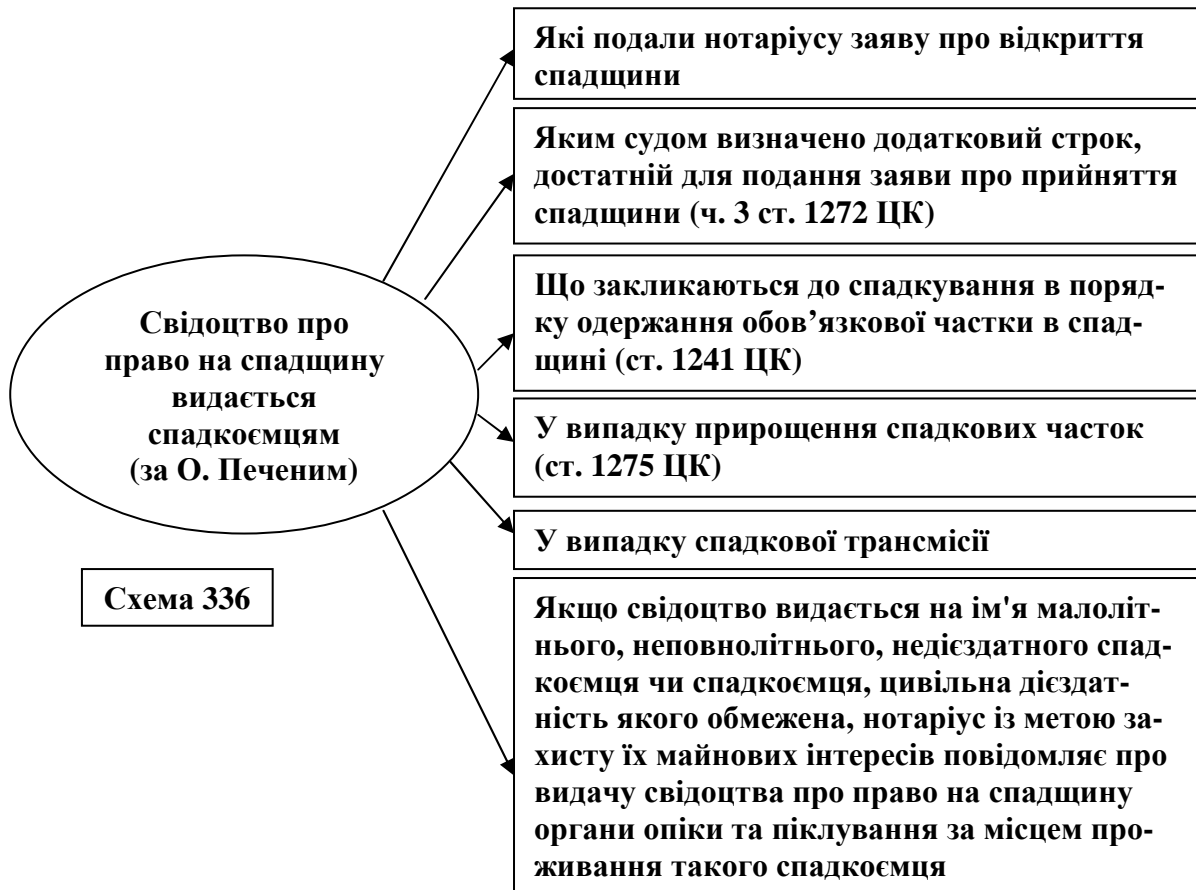 Які подали нотаріусу заяву про відкриття
спадщини
Яким судом визначено додатковий строк,
достатній для подання заяви про прийняття
спадщини (ч. 3 ст. 1272 ЦК)
Що закликаються до спадкування в поряд-
ку одержання обов’язкової частки в спад-
щині (ст. 1241 ЦК)
Свідоцтво про
право на спадщину
видається
спадкоємцям
(за О. Печеним)
У випадку прирощення спадкових часток
(ст. 1275 ЦК)
У випадку спадкової трансмісії
Схема 336
Якщо свідоцтво видається на ім'я малоліт-
нього, неповнолітнього, недієздатного спад-
коємця чи спадкоємця, цивільна дієздат-
ність якого обмежена, нотаріус із метою за-
хисту їх майнових інтересів повідомляє про
видачу свідоцтва про право на спадщину
органи опіки та піклування за місцем про-
живання такого спадкоємця